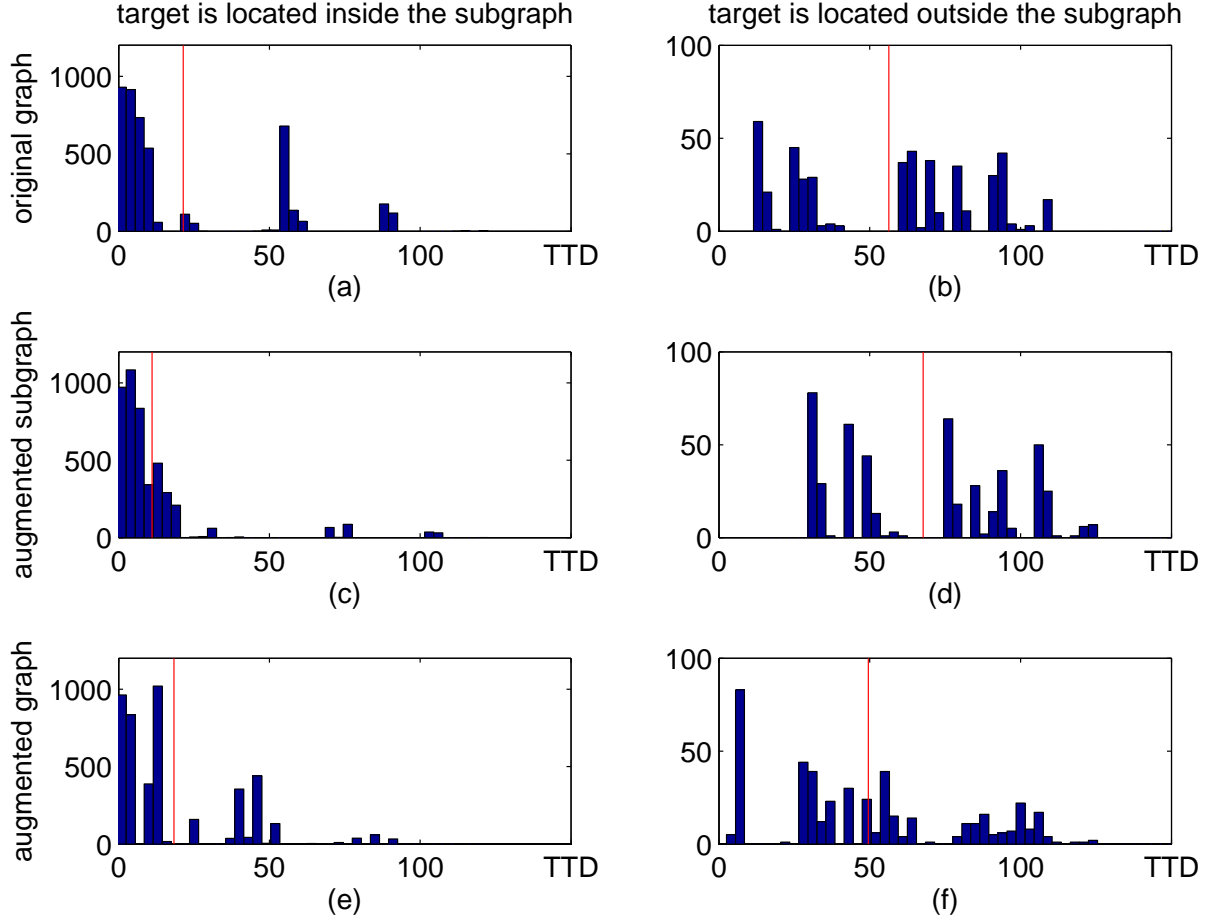 target is located inside the subgraph
target is located outside the subgraph
original graph
1000
500
0
0
50
100
TTD
(a)
100
50
0
0
50
100
TTD
(b)
augmented subgraph
1000
500
0
0
50
100
TTD
(c)
100
50
0
0
50
100
TTD
(d)
augmented graph
1000
500
0
0
50
100
TTD
(e)
100
50
0
0
50
100
TTD
(f)